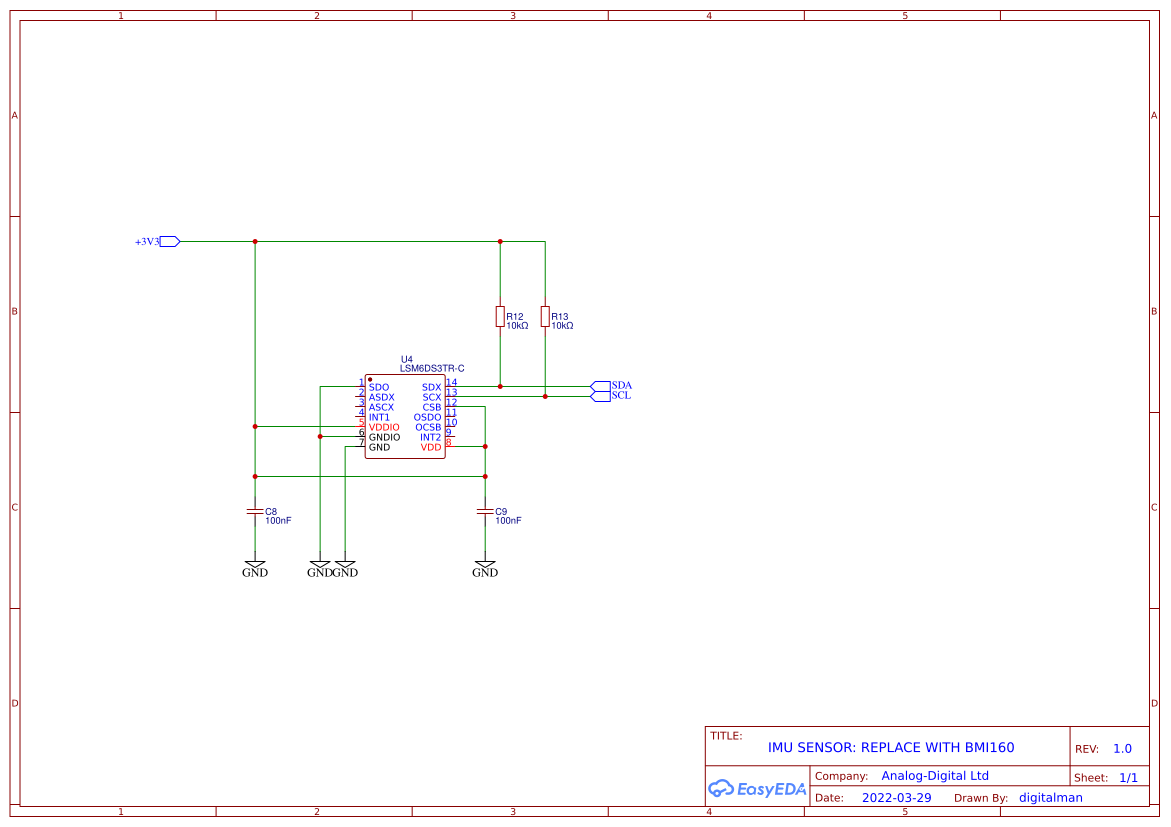 1 2 3 4 5
A A
+3V3
B B
R12 R13
10kΩ 10kΩ
U4
LSM6DS3TR-C
1 SDO SDX 14 SDA
2 ASDX SCX 13 SCL
3 ASCX CSB 12
4 INT1 OSDO 11
5 VDDIO OCSB 10
6 GNDIO INT2 9
7 GND VDD 8
C C
C8 C9
100nF 100nF
GND GND GND GND
D D
TITLE:
IMU SENSOR: REPLACE WITH BMI160
REV: 1.0
EasyEDA
Company: Analog-Digital Ltd
Sheet: 1/1
Date: 2022-03-29 Drawn By: digitalman
1 2 3 4 5